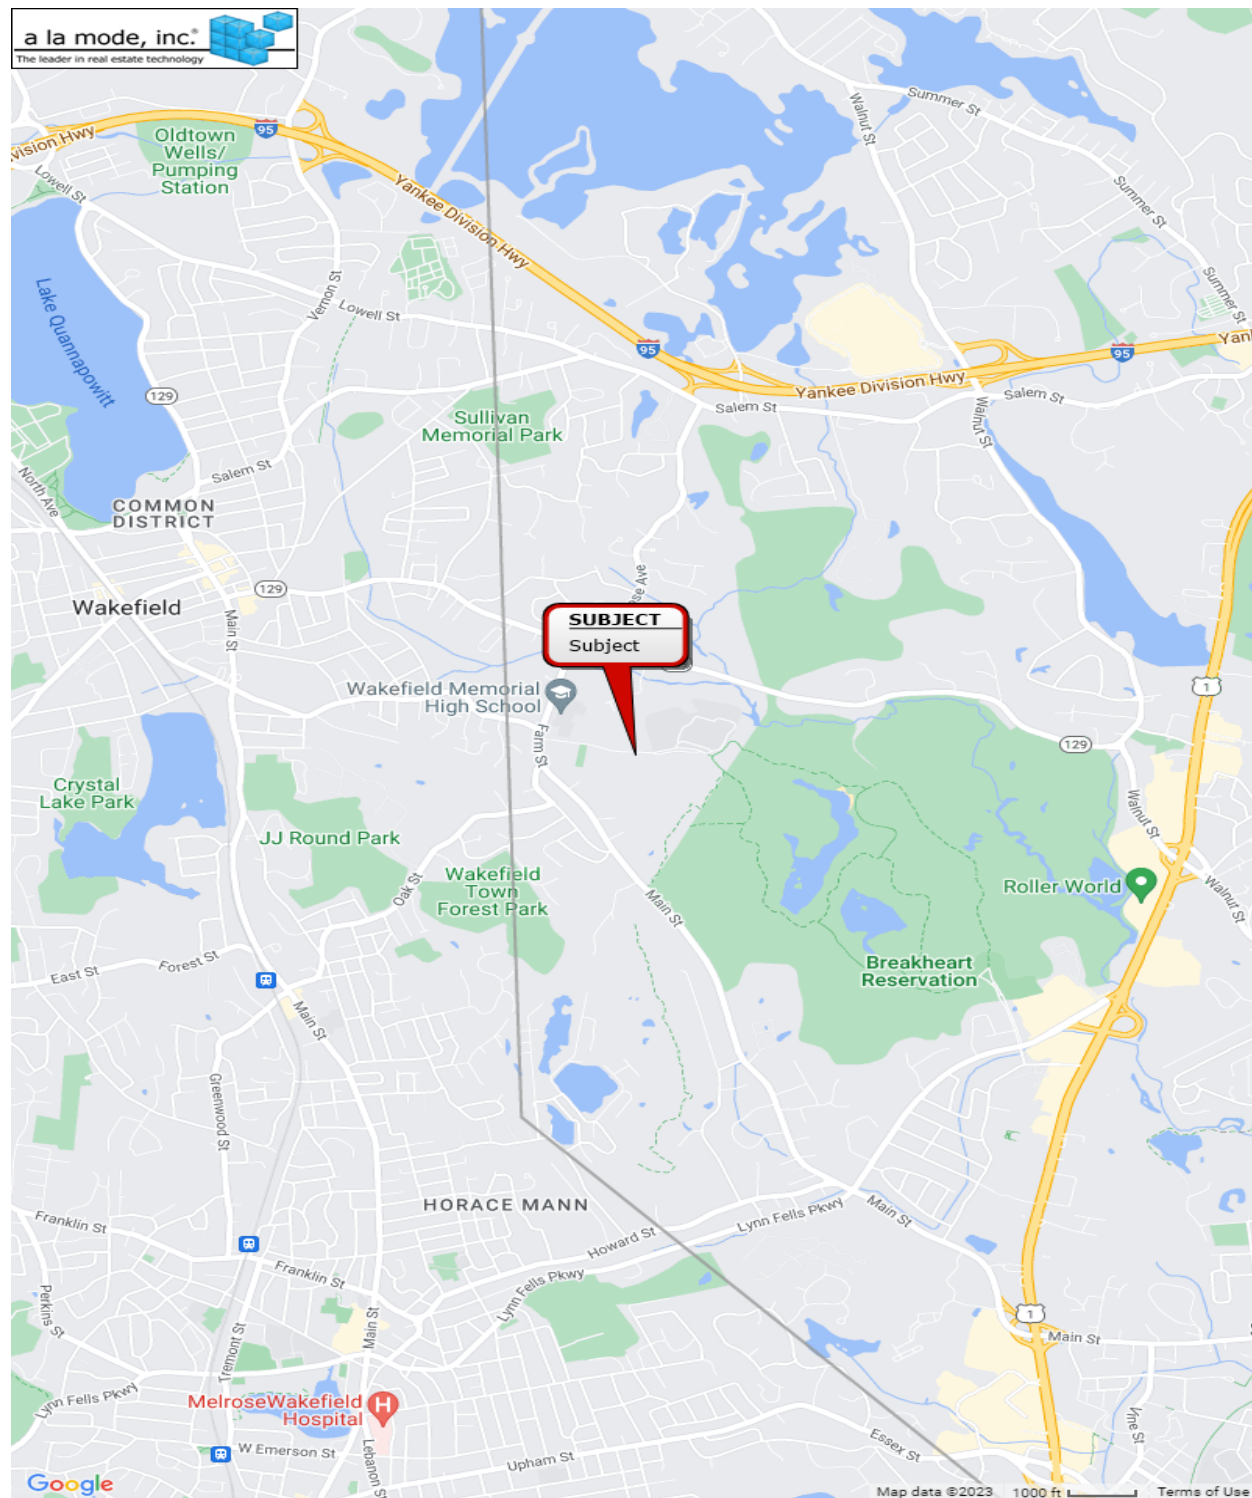 a la mode, inc.®
The leader in real estate technology
Summer St
Walnut St
95
Oldtown
Wells/
Pumping
Station
vision Hwy
Lowell St
Yankee Division Hwy
Summer St
Lake Quannapowitt
Vernon St
Lowell St
Summer St
95
95
Yan
Yankee Division Hwy
129
Salem St
Salem St
Walnut St
Sullivan
Memorial Park
Salem St
North Ave
COMMON
DISTRICT
129
se Ave
Wakefield
Main St
SUBJECT
Subject
Wakefield Memorial
High School
1
Farm St
129
Crystal
Lake Park
Walnut St
JJ Round Park
Wakefield
Town
Forest Park
Oak St
Main St
Roller World
Walnut St
Breakheart
Reservation
East St
Forest St
Main St
Greenwood St
HORACE MANN
Main St
Lynn Fells Pkwy
Howard St
Franklin St
Franklin St
Lynn Fells Pkwy
Perkins St
Main St
1
Main St
Tremont St
Lynn Fells Pkwy
MelroseWakefield
Hospital
H
Vine St
W Emerson St
Lebanon St
Upham St
Essex St
Google
Map data ©2023
1000 ft
Terms of Use